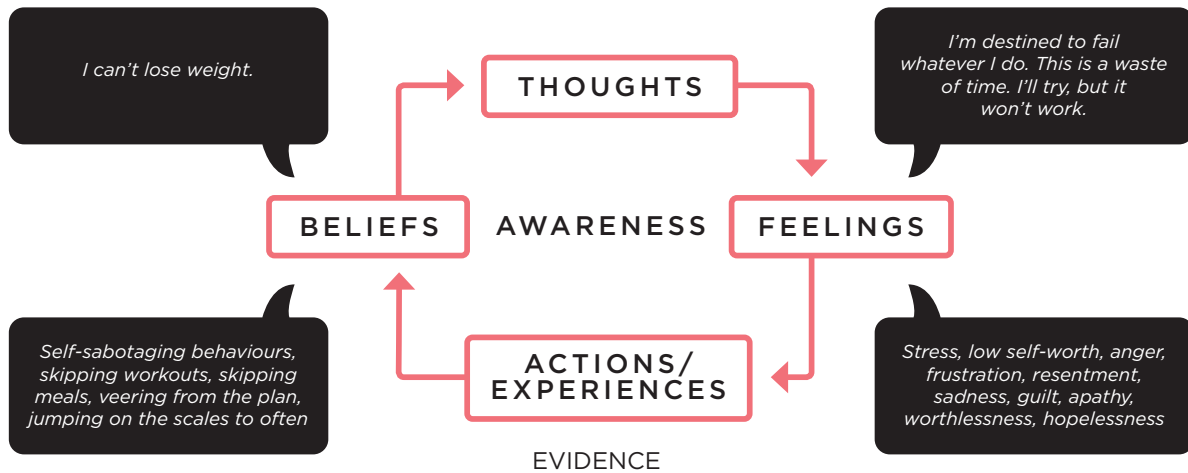 I can’t lose weight.
I’m destined to fail
whatever I do. This is a waste
of time. I’ll try, but it
won’t work.
THOUGHTS
BELIEFS
AWARENESS
FEELINGS
Self-sabotaging behaviours,
skipping workouts, skipping
meals, veering from the plan,
jumping on the scales to often
ACTIONS/
EXPERIENCES
Stress, low self-worth, anger,
frustration, resentment,
sadness, guilt, apathy,
worthlessness, hopelessness
EVIDENCE